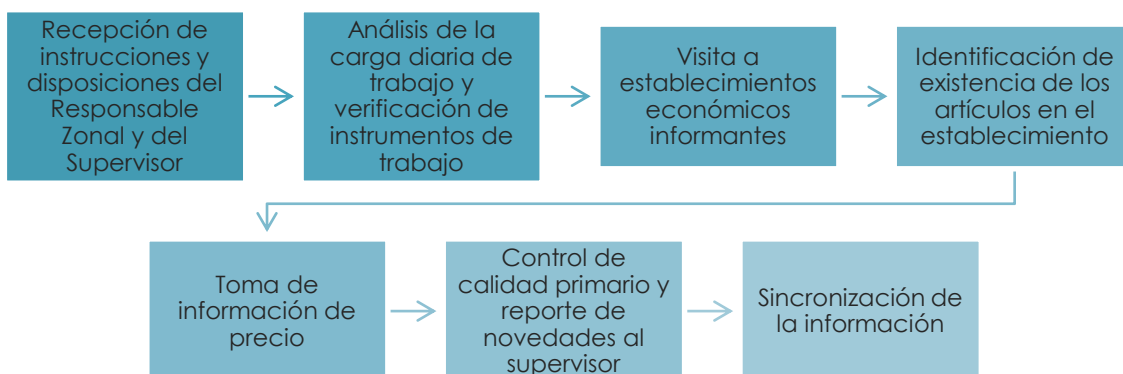 Recepción de
instrucciones y
disposiciones del
Responsable
Zonal y del
Supervisor
Análisis de la
carga diaria de
trabajo y
verificación de
instrumentos de
trabajo
Visita a
establecimientos
económicos
informantes
Identificación de
existencia de los
artículos en el
establecimiento
Toma de
información de
precio
Control de
calidad primario y
reporte de
novedades al
supervisor
Sincronización de
la información